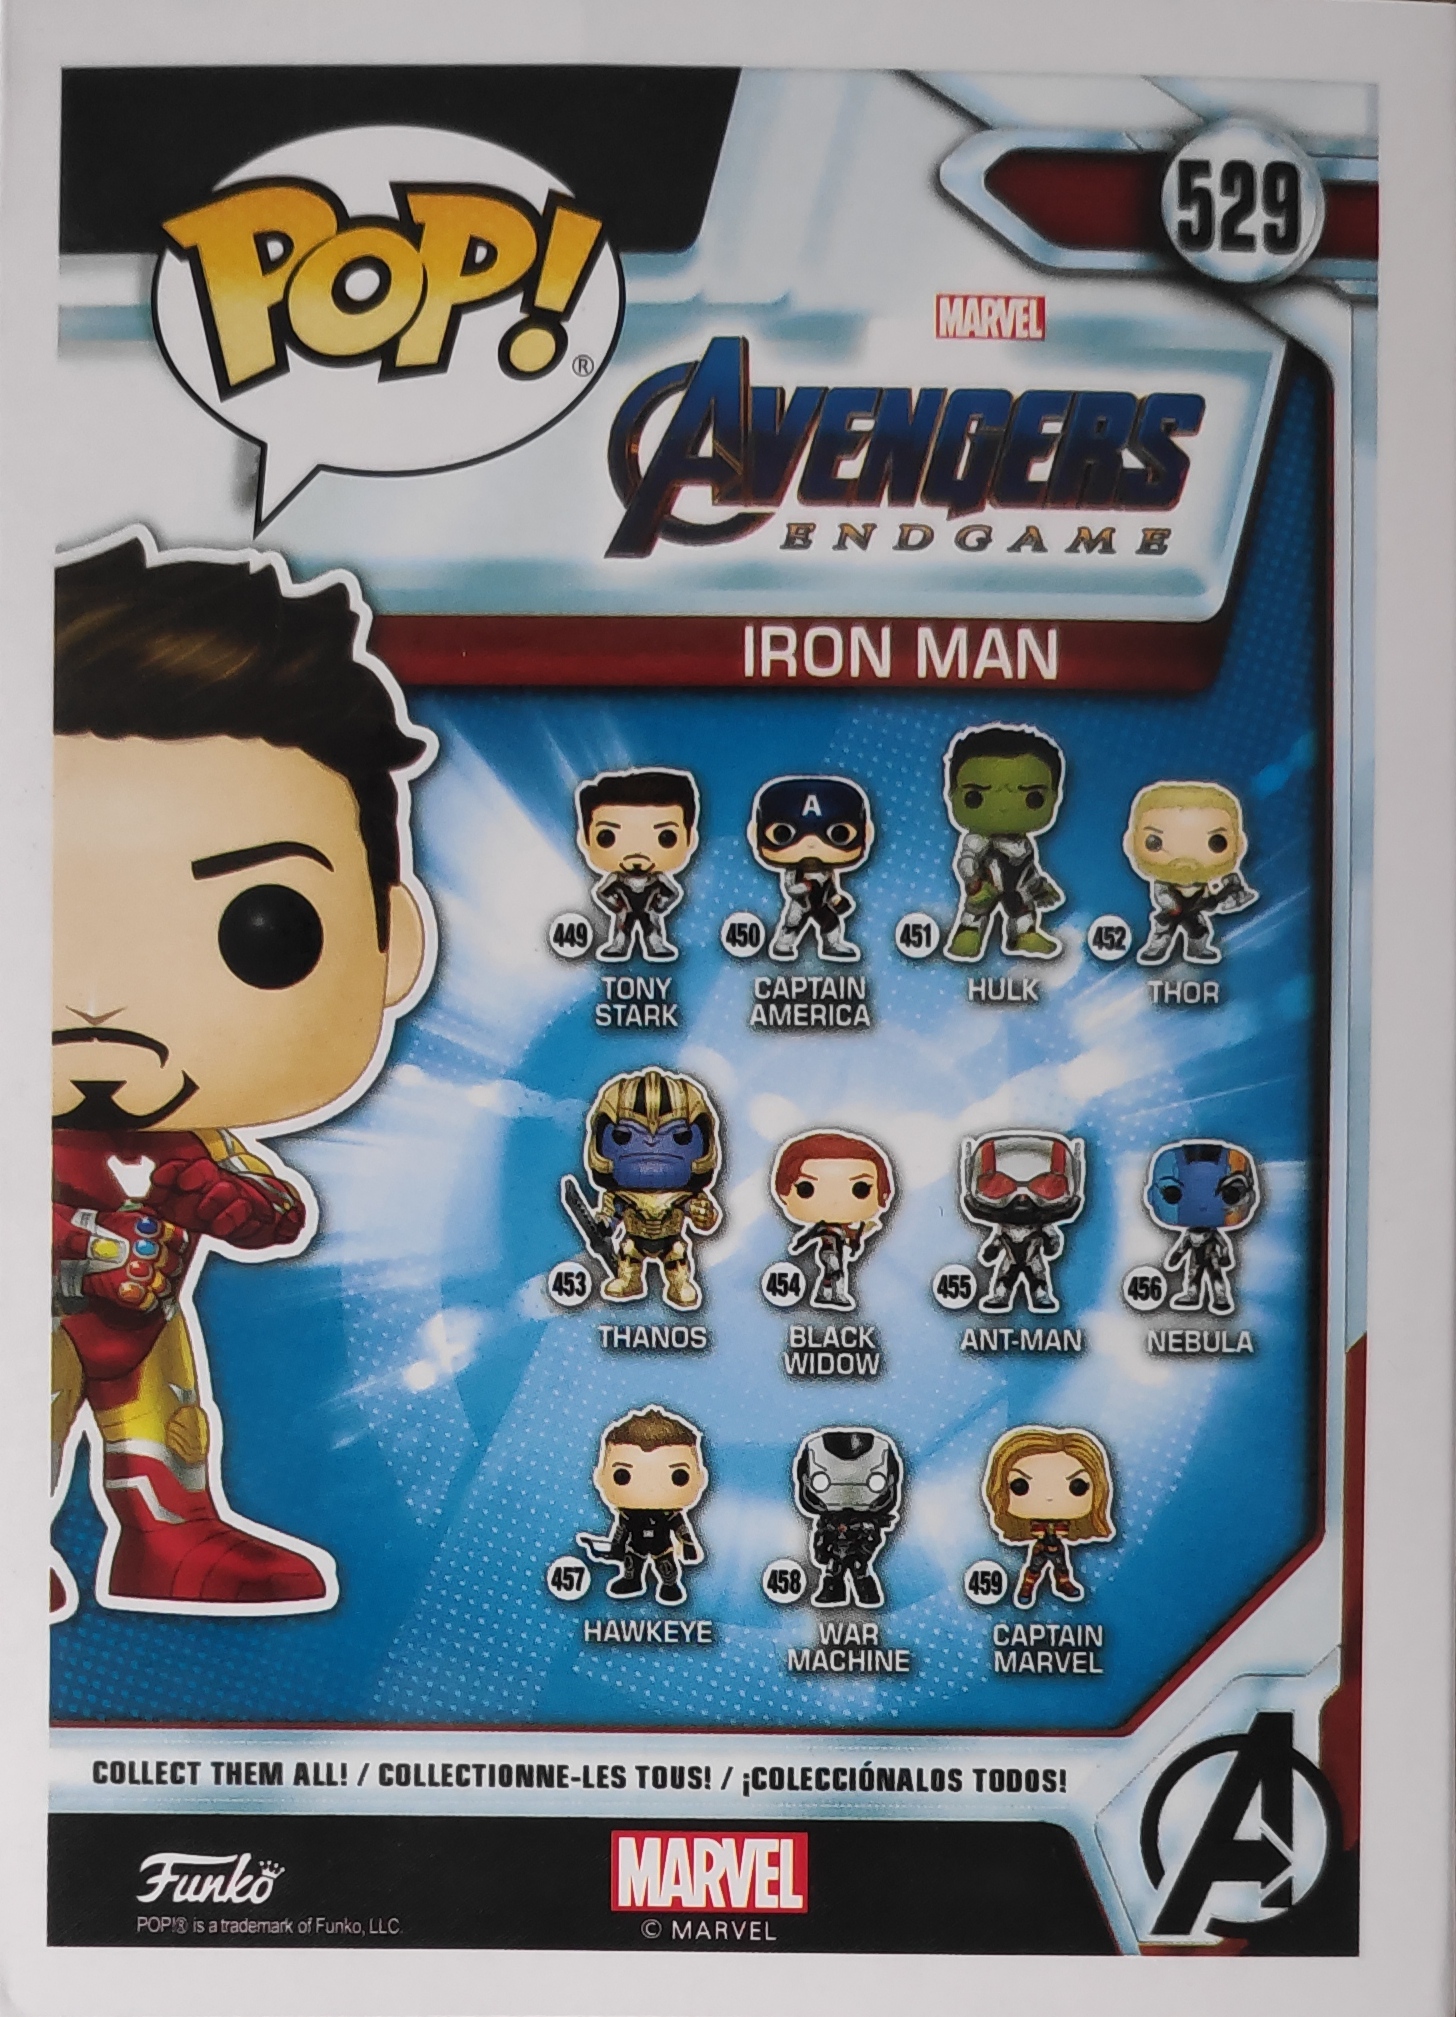 POP!®
529
MARVEL
AVENGERS
ENDGAME
IRON MAN
A
449
450
451
452
TONY
STARK
CAPTAIN
AMERICA
HULK
THOR
453
454
455
456
THANOS
BLACK
WIDOW
ANT-MAN
NEBULA
457
458
459
HAWKEYE
WAR
MACHINE
CAPTAIN
MARVEL
COLLECT THEM ALL! / COLLECTIONNE-LES TOUS! / ¡COLECCIÓNALOS TODOS!
Funko
POP!® is a trademark of Funko, LLC.
MARVEL
© MARVEL
A